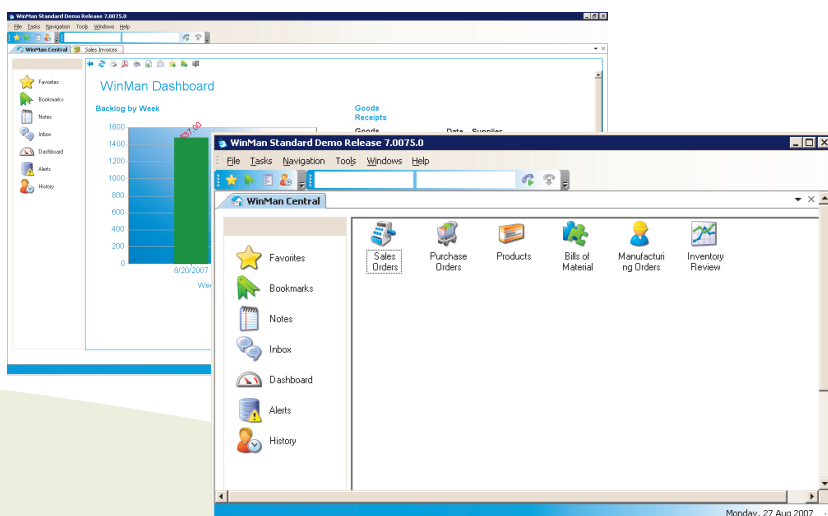 WinMan Standard Demo Release 7.0075.0
File Tasks Navigation Tools Windows Help
WinMan Central Sales Invoices
Favorites
Bookmarks
Notes
Inbox
Dashboard
Alerts
History
WinMan Dashboard
Backlog by Week
1600
1400
1200
1000
800
600
400
200
0
8/20/2007
Goods
Receipts
Goods Date Supplier
WinMan Standard Demo Release 7.0075.0
File Tasks Navigation Tools Windows Help
WinMan Central
Favorites
Bookmarks
Notes
Inbox
Dashboard
Alerts
History
Sales
Orders
Purchase
Orders
Products
Bills of
Material
Manufacturi
ng Orders
Inventory
Review
Monday, 27 Aug 2007